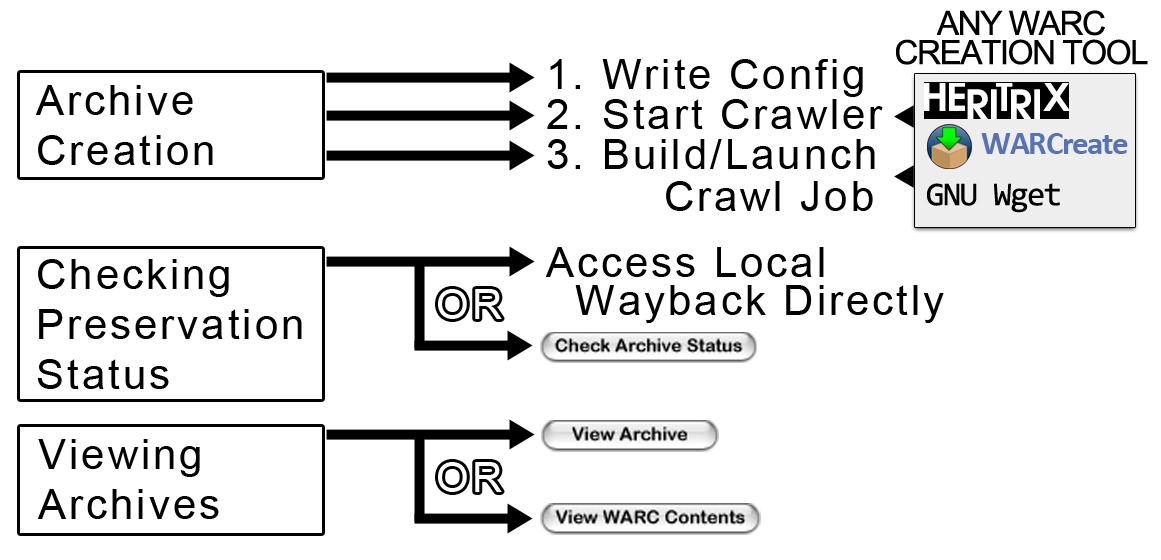 ANY WARC
CREATION TOOL
Archive
Creation
1. Write Config
2. Start Crawler
3. Build/Launch
Crawl Job
HERITRIX
WARCreate
GNU Wget
Checking
Preservation
Status
Access Local
Wayback Directly
OR
Check Archive Status
Viewing
Archives
View Archive
OR
View WARC Contents